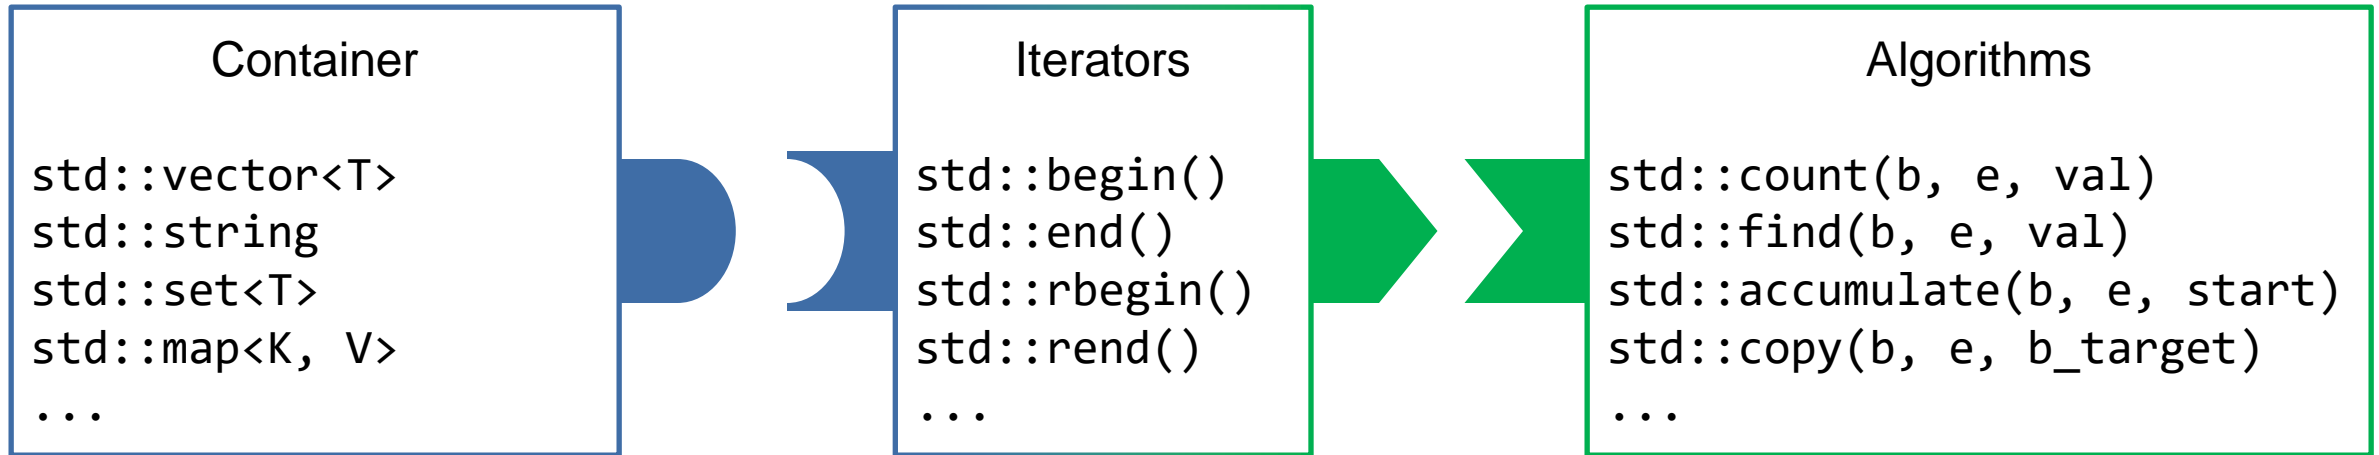 Container
std::vector<T>
std::string
std::set<T>
std::map<K, V>
...
Iterators
std::begin()
std::end()
std::rbegin()
std::rend()
...
Algorithms
std::count(b, e, val)
std::find(b, e, val)
std::accumulate(b, e, start)
std::copy(b, e, b_target)
...